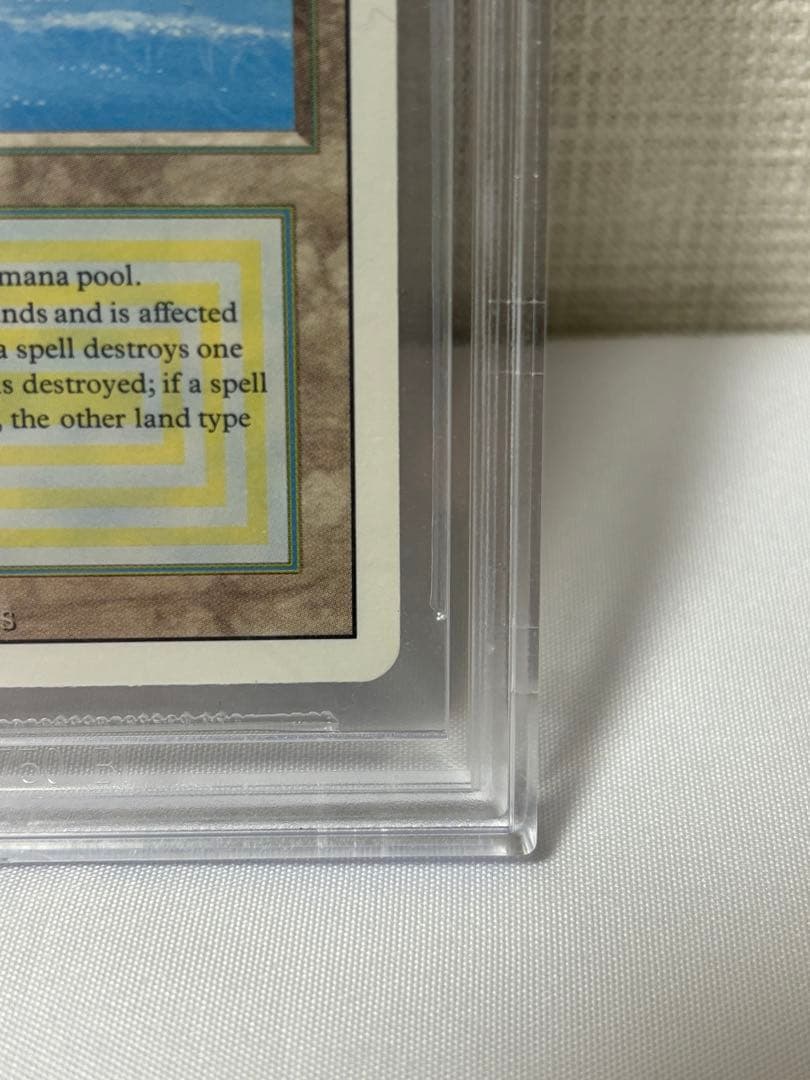 mana pool.
nds and is affected
a spell destroys one
s destroyed; if a spell
, the other land type
s